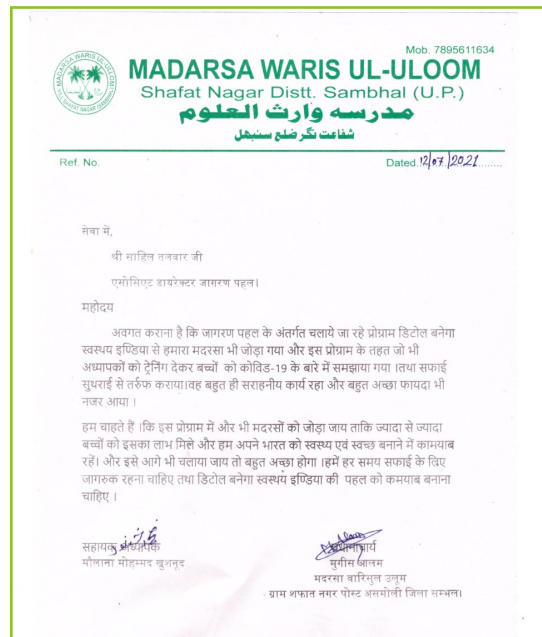 Mob. 7895611634
MADARSA WARIS UL-ULOOM
Shafat Nagar Distt. Sambhal (U.P.)
مدرسہ وارث العلوم
شفاعت نگر ضلع سنبھل
Ref. No.
Dated.12/07/2021
सेवा में,
श्री साहिल तलवार जी
एसोसिएट डायरेक्टर जागरण पहल।
महोदय
अवगत कराना है कि जागरण पहल के अंतर्गत चलाये जा रहे प्रोग्राम डिटोल बनेगा
स्वस्थय इण्डिया से हमारा मदरसा भी जोड़ा गया और इस प्रोग्राम के तहत जो भी
अध्यापकों को ट्रेनिंग देकर बच्चों को कोविड-19 के बारे में समझाया गया ।तथा सफाई
सुथराई से तर्रुफ कराया।वह बहुत ही सराहनीय कार्य रहा और बहुत अच्छा फायदा भी
नजर आया ।
हम चाहते हैं ।कि इस प्रोग्राम में और भी मदरसों को जोड़ा जाय ताकि ज्यादा से ज्यादा
बच्चों को इसका लाभ मिले और हम अपने भारत को स्वस्थ्य एवं स्वच्छ बनाने में कामयाब
रहें। और इसे आगे भी चलाया जाय तो बहुत अच्छा होगा ।हमें हर समय सफाई के लिए
जागरुक रहना चाहिए तथा डिटोल बनेगा स्वस्थय इण्डिया की पहल को कमयाब बनाना
चाहिए ।
सहायक अध्यापक
मौलाना मोहम्मद खुशनूद
प्रधानाचार्य
मुगीस आलम
मदरसा वारिसुल उलूम
ग्राम शफात नगर पोस्ट असमोली जिला सम्भल।